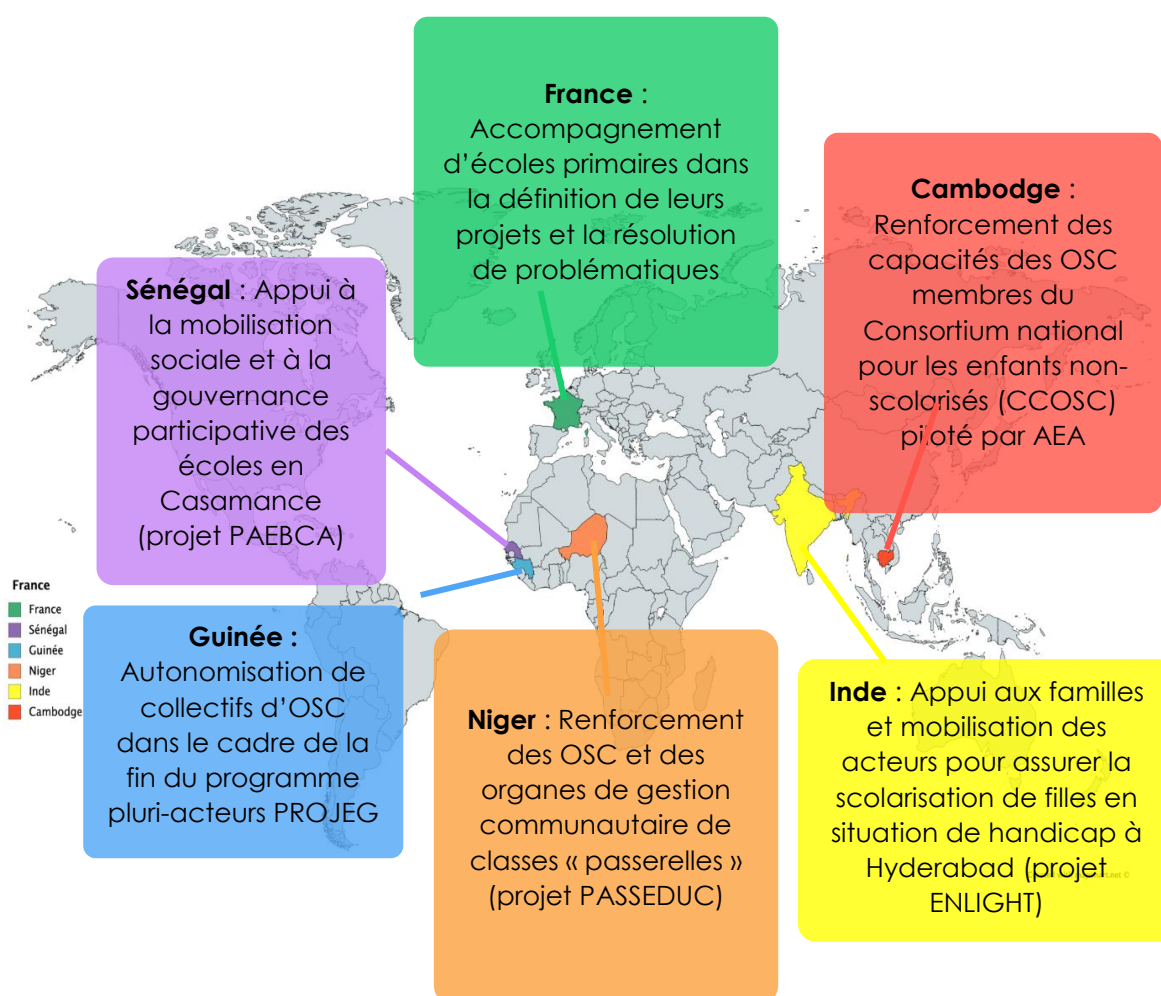 France :
Accompagnement
d’écoles primaires dans
la définition de leurs
projets et la résolution
de problématiques
Cambodge :
Renforcement des
capacités des OSC
membres du
Consortium national
pour les enfants non-
scolarisés (CCOSC)
piloté par AEA
Sénégal : Appui à
la mobilisation
sociale et à la
gouvernance
participative des
écoles en
Casamance
(projet PAEBCA)
France
France
Sénégal
Guinée
Niger
Inde
Cambodge
Guinée :
Autonomisation de
collectifs d’OSC
dans le cadre de la
fin du programme
pluri-acteurs PROJEG
Niger : Renforcement
des OSC et des
organes de gestion
communautaire de
classes « passerelles »
(projet PASSEDUC)
Inde : Appui aux familles
et mobilisation des
acteurs pour assurer la
scolarisation de filles en
situation de handicap à
Hyderabad (projet
ENLIGHT)